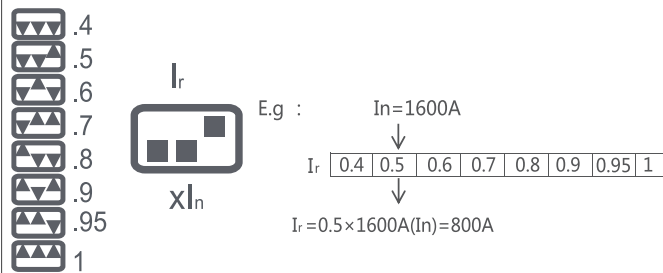 .4
.5
.6
.7
.8
.9
.95
1
Ir
xIn
E.g : In=1600A
Ir 0.4 0.5 0.6 0.7 0.8 0.9 0.95 1
Ir=0.5×1600A(In)=800A